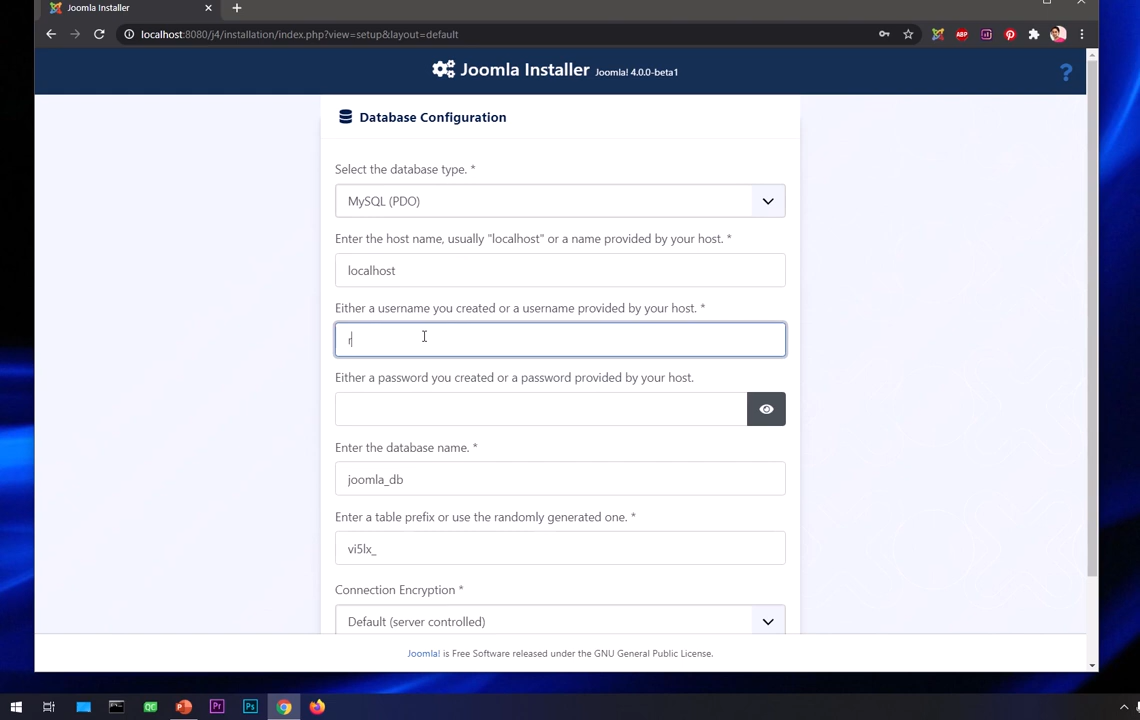 Joomla Installer
localhost:8080/j4/installation/index.php?view=setup&layout=default
ABP
Joomla Installer Joomla! 4.0.0-beta1
?
Database Configuration
Select the database type. *
MySQL (PDO)
Enter the host name, usually "localhost" or a name provided by your host. *
localhost
Either a username you created or a username provided by your host. *
r
Either a password you created or a password provided by your host.
Enter the database name. *
joomla_db
Enter a table prefix or use the randomly generated one. *
vi5lx_
Connection Encryption *
Default (server controlled)
Joomla! is Free Software released under the GNU General Public License.
QC
Pr
Ps